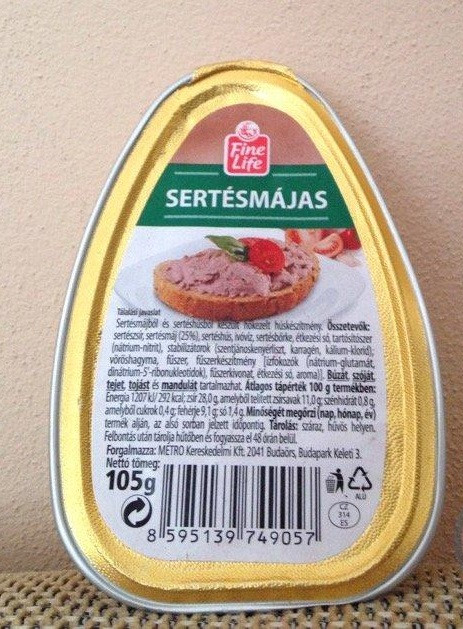 Fine
Life
SERTÉSMÁJAS
Tálalási javaslat
Sertésmájból és sertéshúsból készült hőkezelt húskészítmény. Összetevők:
sertészsír, sertésmáj (25%), sertéshús, ivóvíz, sertésbőrke, étkezési só, tartósítószer
(nátrium-nitrit), stabilizátorok (szentjánoskenyérliszt, karragén, kálium-klorid);
vöröshagyma, fűszer, fűszerkészítmény [ízfokozók (nátrium-glutamát,
dinátrium-5'-ribonukleotidok), fűszerkivonat, étkezési só, aroma)]. Búzát, szóját,
tejet, tojást és mandulát tartalmazhat. Átlagos tápérték 100 g termékben:
Energia 1207 kJ/ 292 kcal; zsír 28,0 g, amelyből telített zsírsavak 11,0 g; szénhidrát 0,8 g,
amelyből cukrok 0,4 g; fehérje 9,1 g; só 1,4 g. Minőségét megőrzi (nap, hónap, év)
termék alján, az alsó sorban jelzett időpontig. Tárolás: száraz, hűvös helyen.
Felbontás után tárolja hűtőben és fogyassza el 48 órán belül.
Forgalmazza: METRO Kereskedelmi Kft. 2041 Budaörs, Budapark Keleti 3.
Nettó tömeg:
105g
ALU
CZ
314
ES
8 595139 749057